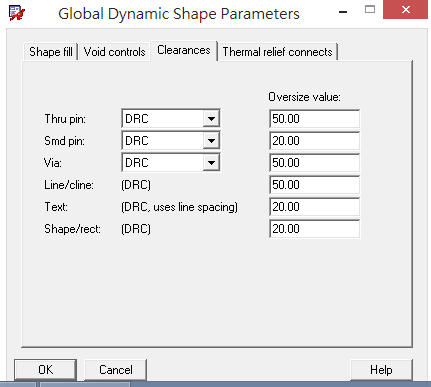 Global Dynamic Shape Parameters
Shape fill Void controls Clearances Thermal relief connects
Oversize value:
Thru pin: DRC 50.00
Smd pin: DRC 20.00
Via: DRC 50.00
Line/cline: (DRC) 50.00
Text: (DRC, uses line spacing) 20.00
Shape/rect: (DRC) 20.00
OK Cancel Help